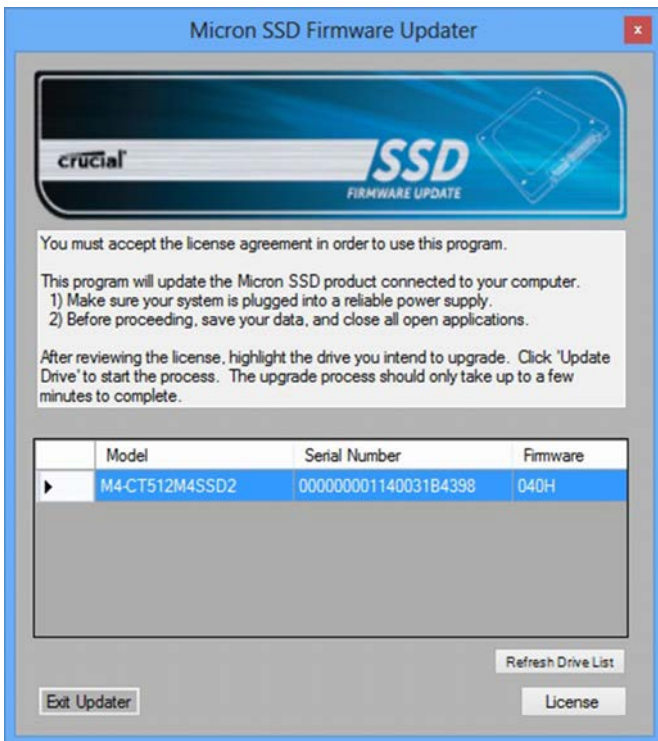 Micron SSD Firmware Updater
x
crucial
SSD
FIRMWARE UPDATE
You must accept the license agreement in order to use this program.
This program will update the Micron SSD product connected to your computer.
1) Make sure your system is plugged into a reliable power supply.
2) Before proceeding, save your data, and close all open applications.
After reviewing the license, highlight the drive you intend to upgrade. Click 'Update
Drive' to start the process. The upgrade process should only take up to a few
minutes to complete.
Model Serial Number Firmware
M4-CT512M4SSD2 000000001140031B4398 040H
Refresh Drive List
Exit Updater License